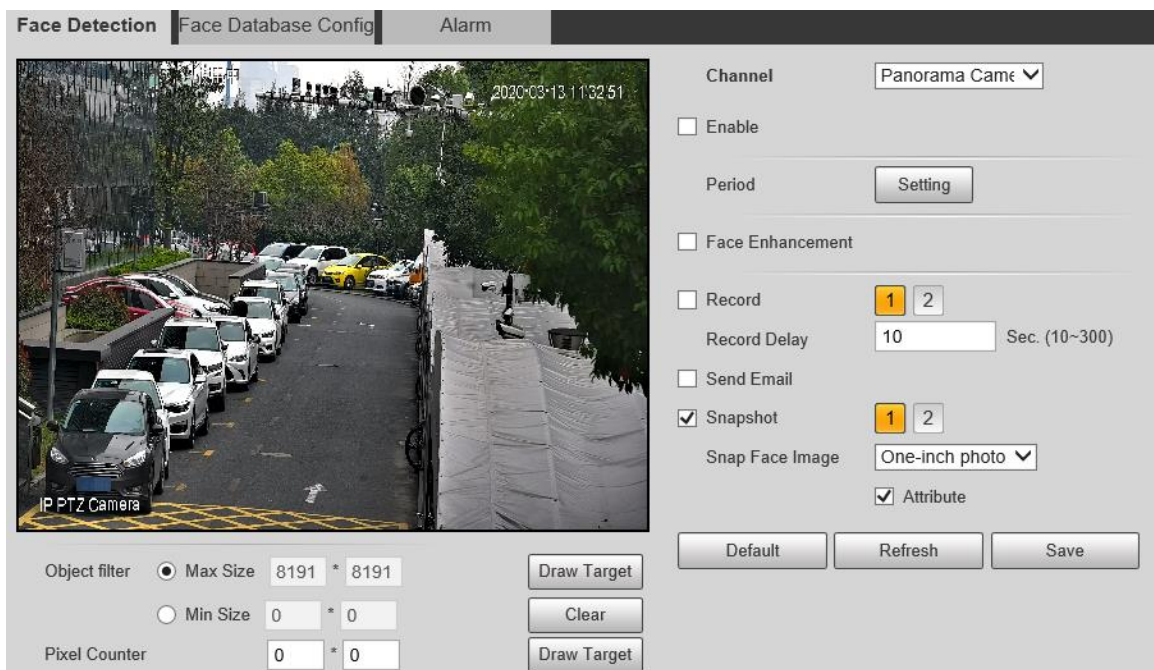 Face Detection Face Database Config Alarm
2020-03-13 11:32:51
IP PTZ Camera
Channel Panorama Came
Enable
Period Setting
Face Enhancement
Record 1 2
Record Delay 10 Sec. (10~300)
Send Email
Snapshot 1 2
Snap Face Image One-inch photo
Attribute
Default Refresh Save
Object filter Max Size 8191 * 8191 Draw Target
Min Size 0 * 0 Clear
Pixel Counter 0 * 0 Draw Target